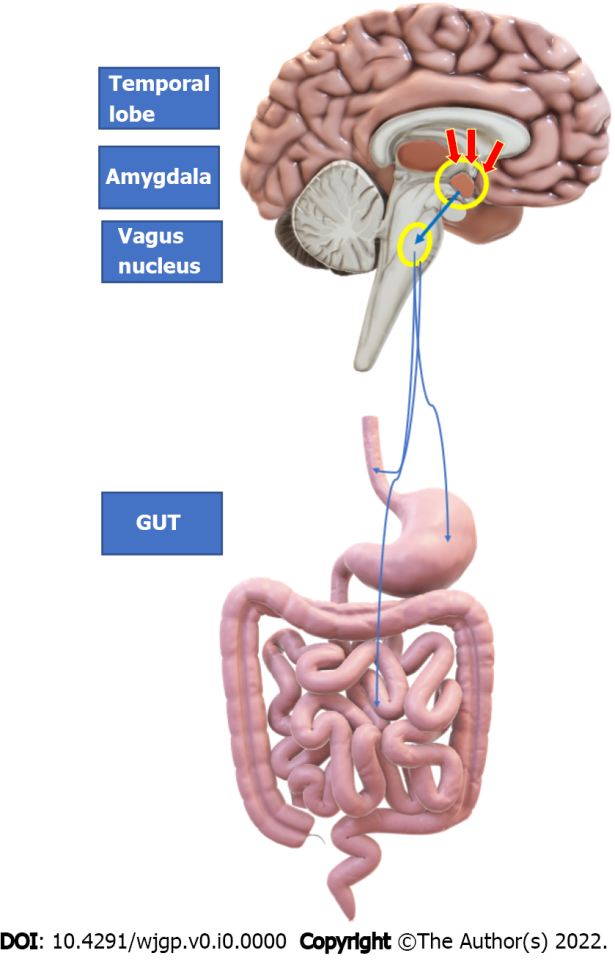 Temporal
lobe
Amygdala
Vagus
nucleus
GUT
DOI: 10.4291/wjgp.v0.i0.0000 Copyright ©The Author(s) 2022.